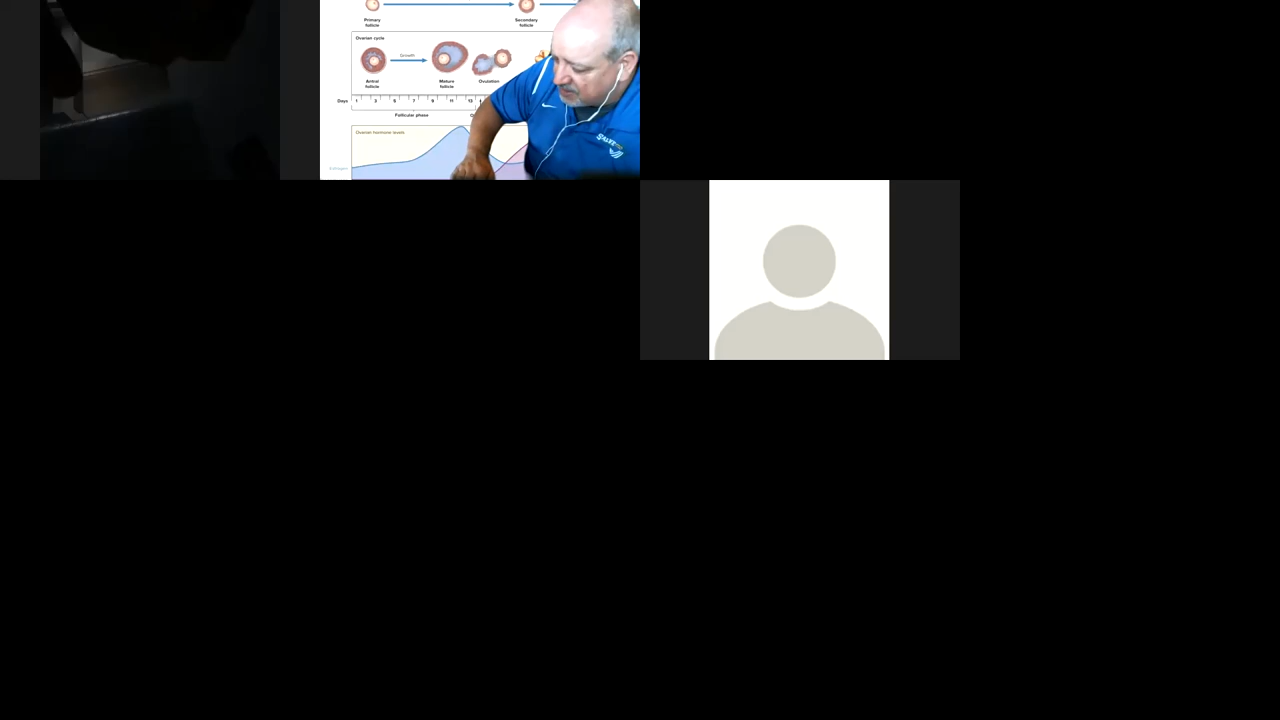 Primary
follicle
Secondary
follicle
Ovarian cycle
Growth
Antral
follicle
Mature
follicle
Ovulation
Days 1 3 5 7 9 11 13
Follicular phase
Ovarian hormone levels